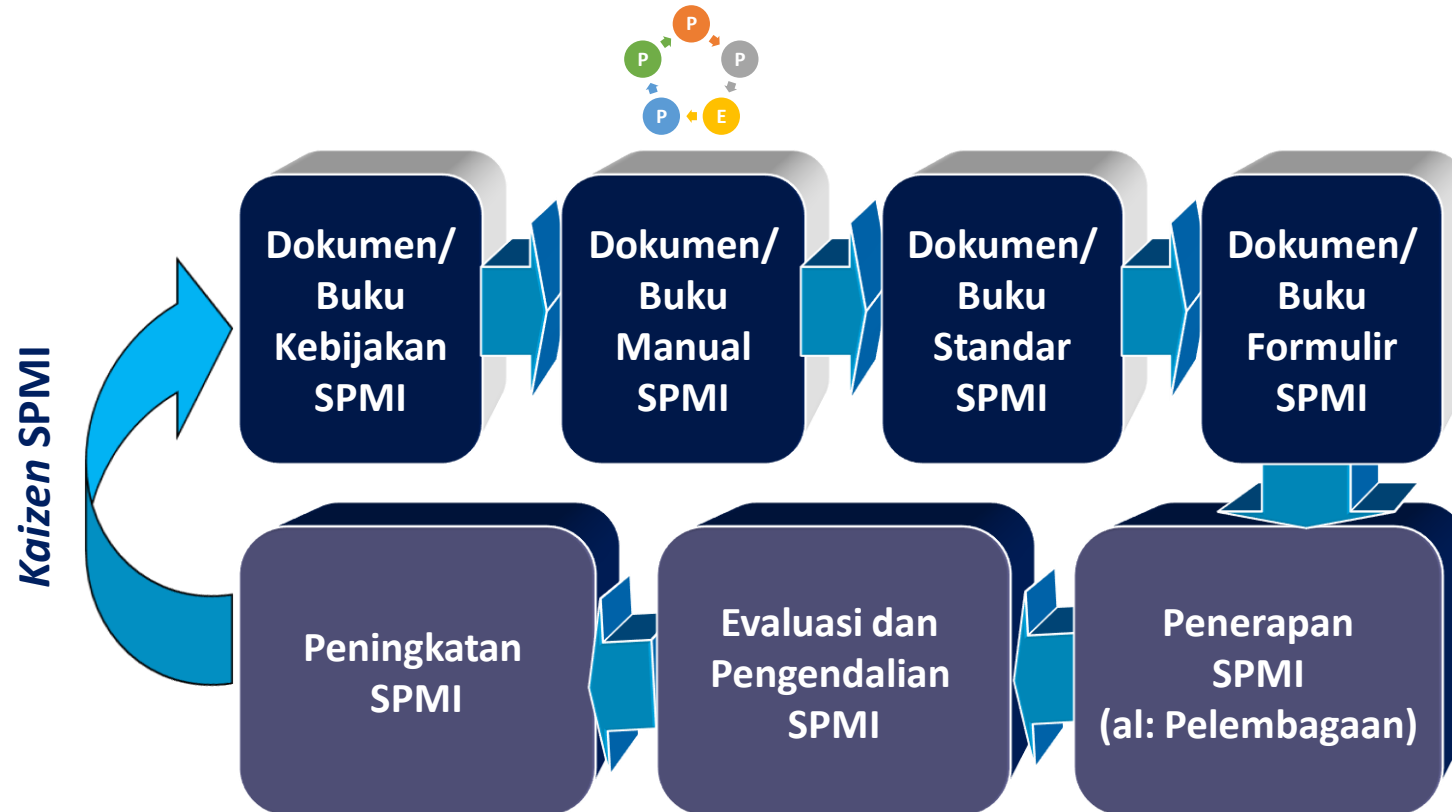 P
P
P
P
E
Dokumen/
Buku
Kebijakan
SPMI
Dokumen/
Buku
Manual
SPMI
Dokumen/
Buku
Standar
SPMI
Dokumen/
Buku
Formulir
SPMI
Kaizen SPMI
Peningkatan
SPMI
Evaluasi dan
Pengendalian
SPMI
Penerapan
SPMI
(al: Pelembagaan)